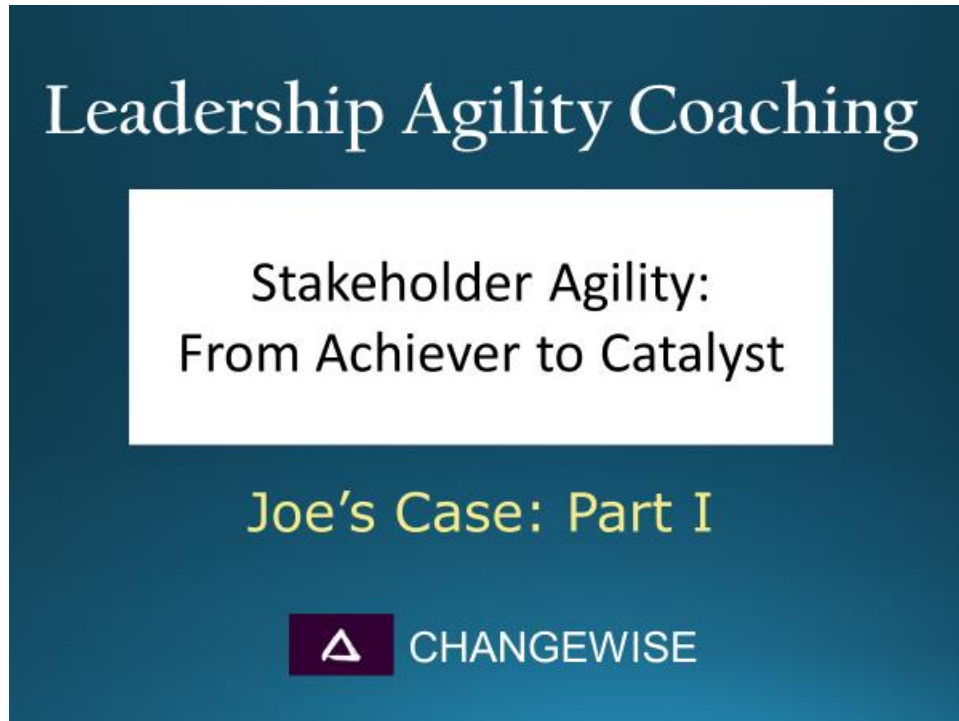 Leadership Agility Coaching
Stakeholder Agility:
From Achiever to Catalyst
Joe’s Case: Part I
CHANGEWISE